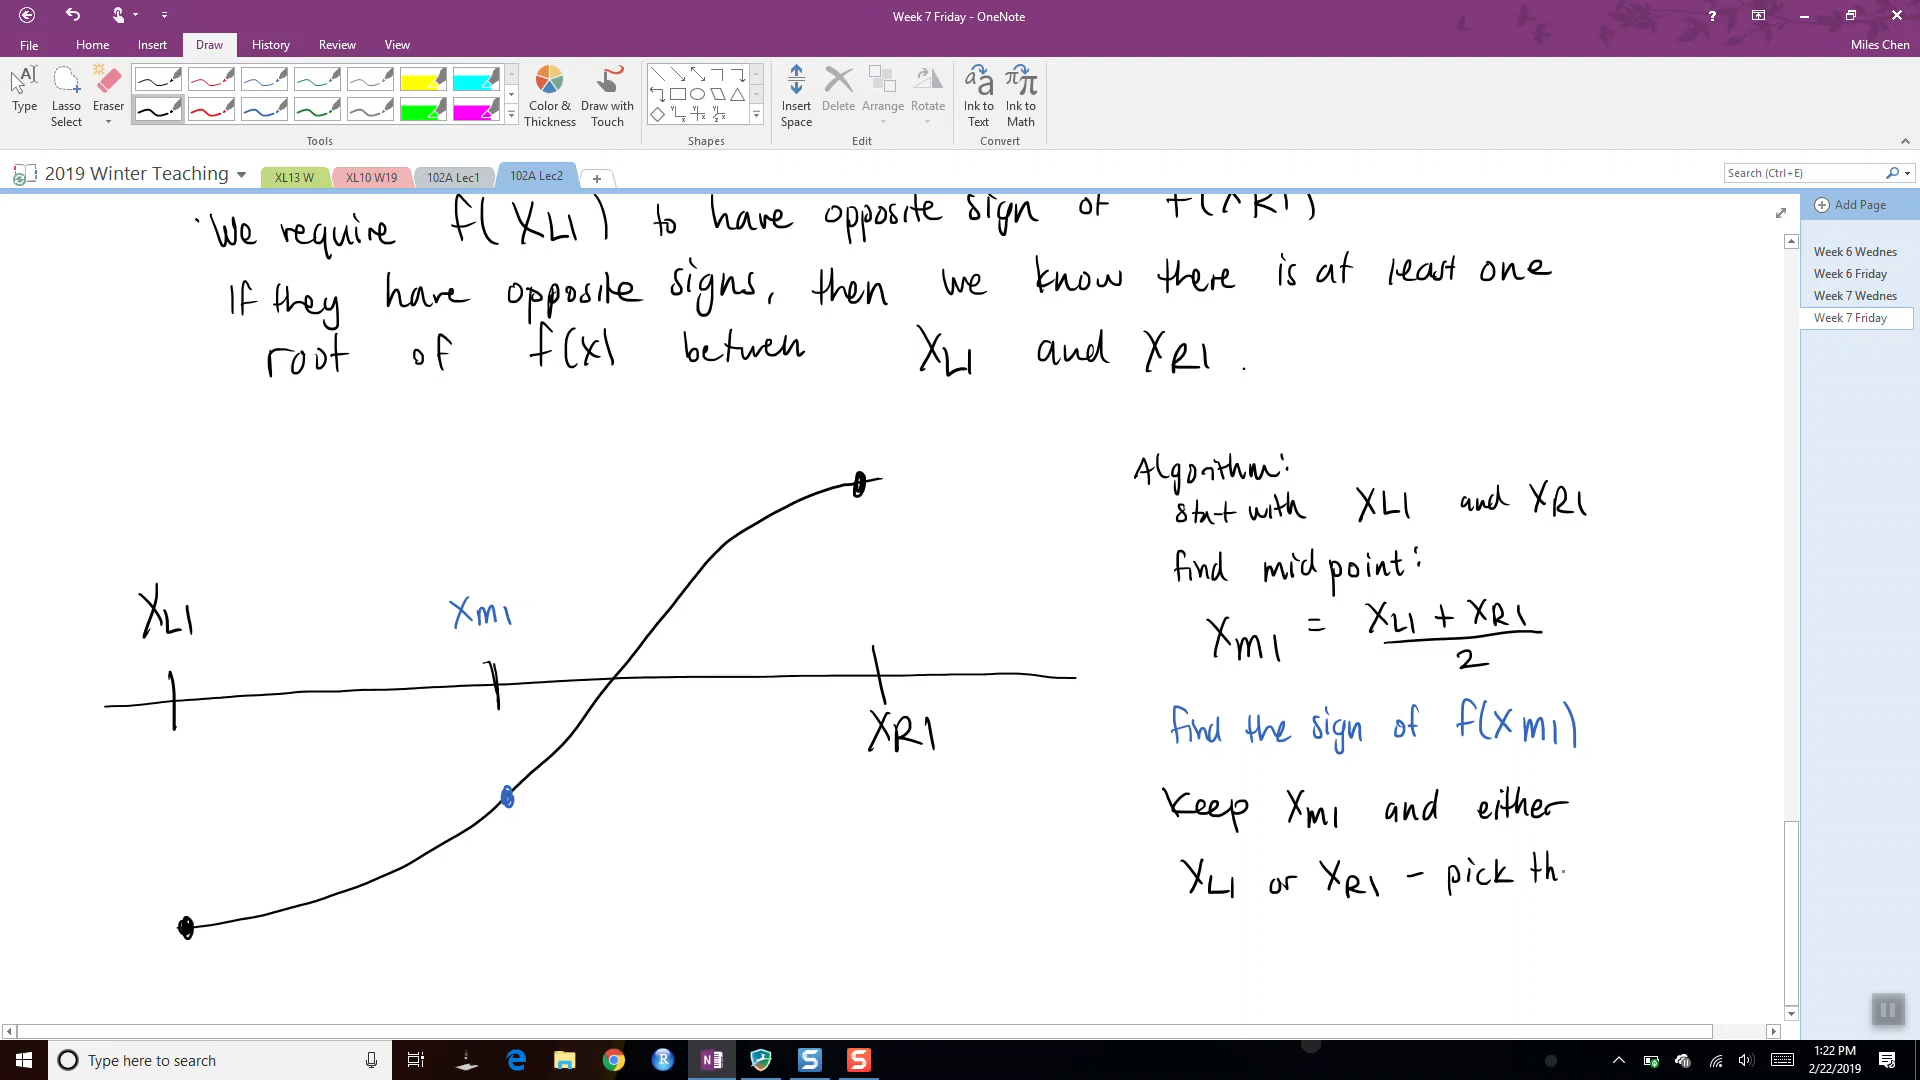 Week 7 Friday - OneNote
File
Home
Insert
Draw
History
Review
View
Miles Chen
Type
Lasso
Select
Eraser
Color &
Thickness
Draw with
Touch
Insert
Space
Delete
Arrange
Rotate
Ink to
Text
Ink to
Math
Tools
Shapes
Edit
Convert
2019 Winter Teaching
XL13 W
XL10 W19
102A Lec1
102A Lec2
Search (Ctrl+E)
Add Page
Week 6 Wednes
Week 6 Friday
Week 7 Wednes
Week 7 Friday
We require f(XL1) to have opposite sign of f(XR1)
If they have opposite signs, then we know there is at least one
root of f(x) between XL1 and XR1.
XL1
Xm1
XR1
Algorithm:
start with XL1 and XR1
find midpoint:
Xm1 = XL1 + XR1
2
find the sign of f(Xm1)
Keep Xm1 and either
XL1 or XR1 - pick th
Type here to search
1:22 PM
2/22/2019